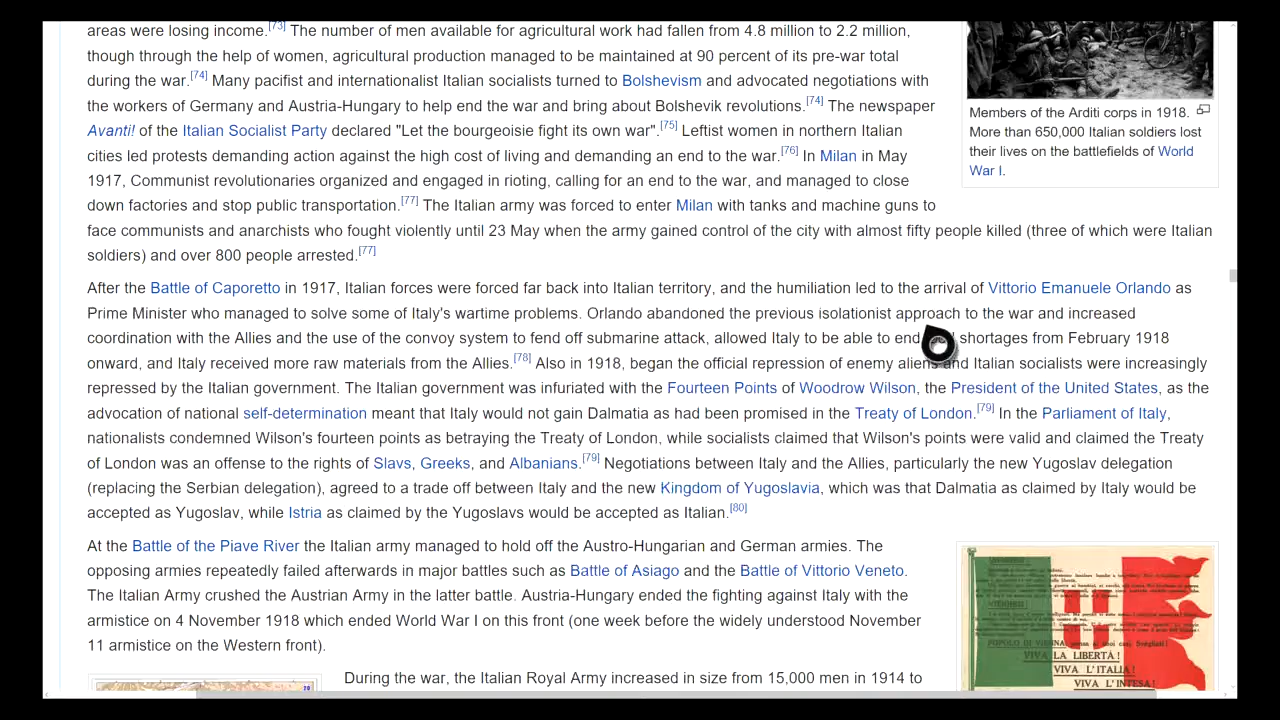 areas were losing income.[73] The number of men available for agricultural work had fallen from 4.8 million to 2.2 million,
though through the help of women, agricultural production managed to be maintained at 90 percent of its pre-war total
during the war.[74] Many pacifist and internationalist Italian socialists turned to Bolshevism and advocated negotiations with
the workers of Germany and Austria-Hungary to help end the war and bring about Bolshevik revolutions.[74] The newspaper
Avanti! of the Italian Socialist Party declared "Let the bourgeoisie fight its own war".[75] Leftist women in northern Italian
cities led protests demanding action against the high cost of living and demanding an end to the war.[76] In Milan in May
1917, Communist revolutionaries organized and engaged in rioting, calling for an end to the war, and managed to close
down factories and stop public transportation.[77] The Italian army was forced to enter Milan with tanks and machine guns to
face communists and anarchists who fought violently until 23 May when the army gained control of the city with almost fifty people killed (three of which were Italian
soldiers) and over 800 people arrested.[77]
Members of the Arditi corps in 1918.
More than 650,000 Italian soldiers lost
their lives on the battlefields of World
War I.
After the Battle of Caporetto in 1917, Italian forces were forced far back into Italian territory, and the humiliation led to the arrival of Vittorio Emanuele Orlando as
Prime Minister who managed to solve some of Italy's wartime problems. Orlando abandoned the previous isolationist approach to the war and increased
coordination with the Allies and the use of the convoy system to fend off submarine attack, allowed Italy to be able to end shortages from February 1918
onward, and Italy received more raw materials from the Allies.[78] Also in 1918, began the official repression of enemy aliens and Italian socialists were increasingly
repressed by the Italian government. The Italian government was infuriated with the Fourteen Points of Woodrow Wilson, the President of the United States, as the
advocation of national self-determination meant that Italy would not gain Dalmatia as had been promised in the Treaty of London.[79] In the Parliament of Italy,
nationalists condemned Wilson's fourteen points as betraying the Treaty of London, while socialists claimed that Wilson's points were valid and claimed the Treaty
of London was an offense to the rights of Slavs, Greeks, and Albanians.[79] Negotiations between Italy and the Allies, particularly the new Yugoslav delegation
(replacing the Serbian delegation), agreed to a trade off between Italy and the new Kingdom of Yugoslavia, which was that Dalmatia as claimed by Italy would be
accepted as Yugoslav, while Istria as claimed by the Yugoslavs would be accepted as Italian.[80]
At the Battle of the Piave River the Italian army managed to hold off the Austro-Hungarian and German armies. The
opposing armies repeatedly failed afterwards in major battles such as Battle of Asiago and the Battle of Vittorio Veneto.
The Italian Army crushed the Austrian Army in the latter battle. Austria-Hungary ended the fighting against Italy with the
armistice on 4 November 1918 which ended World War I on this front (one week before the widely understood November
11 armistice on the Western front).
During the war, the Italian Royal Army increased in size from 15,000 men in 1914 to
POPOLO DI VIENNA,
VIVA LA LIBERTÀ!
VIVA L'ITALIA!
VIVA L'INTESA!